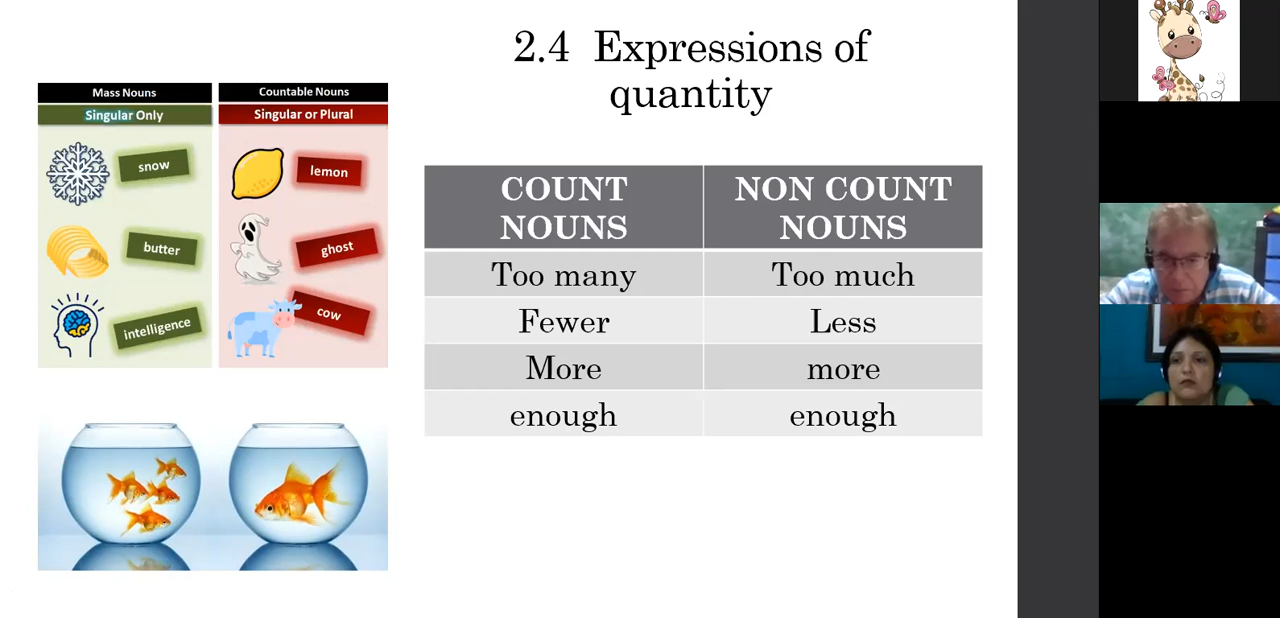 2.4 Expressions of
quantity
Mass Nouns
Singular Only
snow
butter
intelligence
Countable Nouns
Singular or Plural
lemon
ghost
cow
COUNT NON COUNT
NOUNS NOUNS
Too many Too much
Fewer Less
More more
enough enough